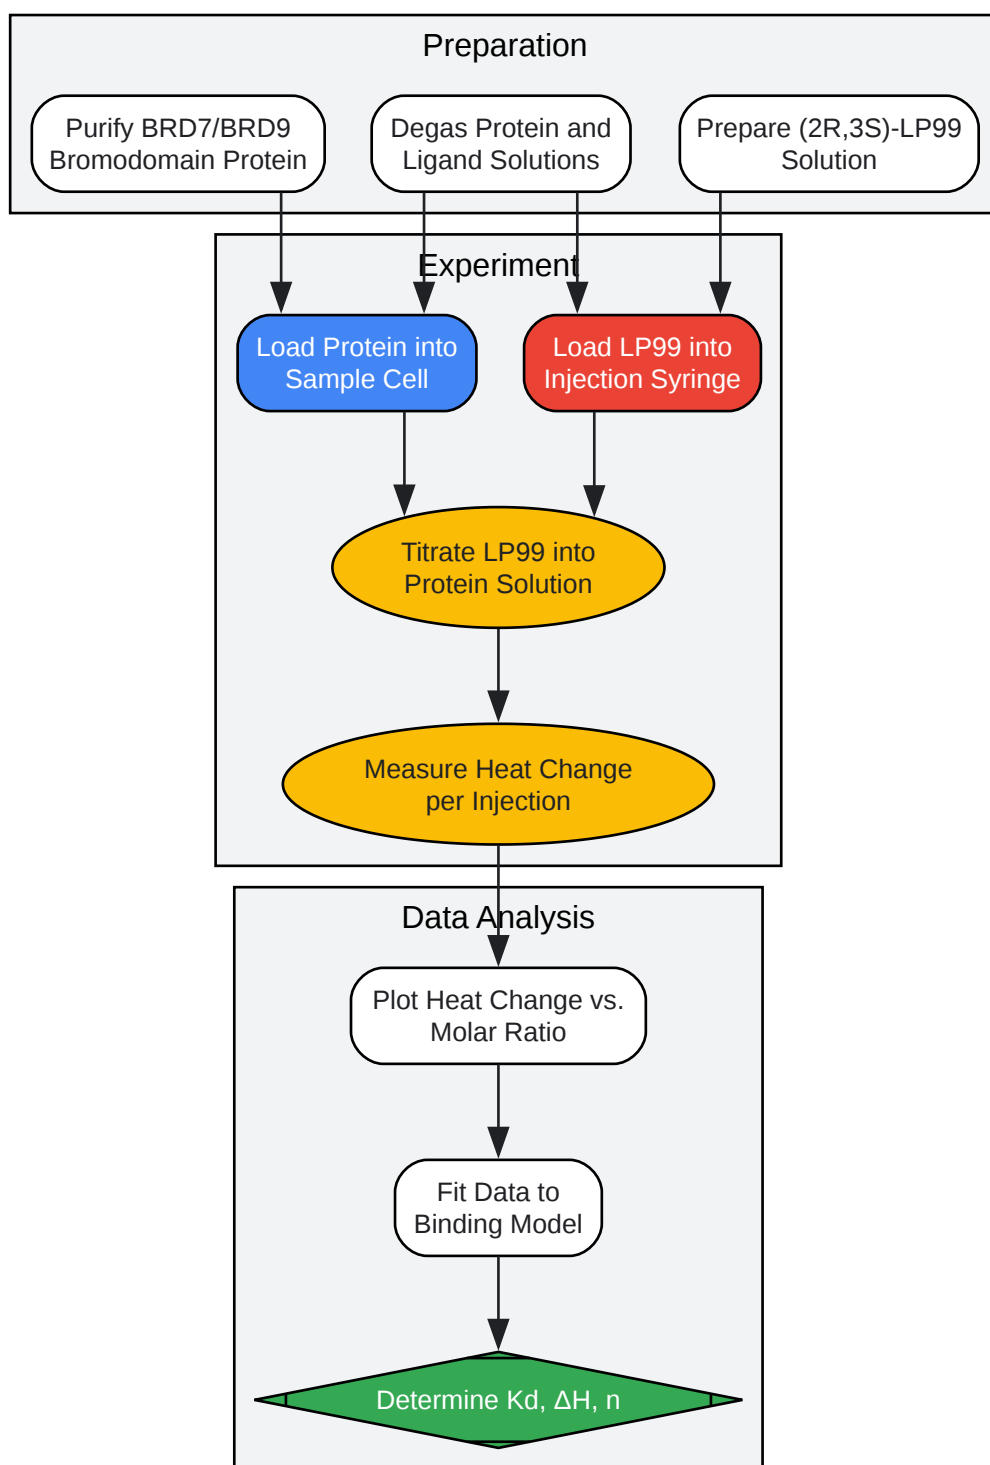 Preparation
Purify BRD7/BRD9
Bromodomain Protein
Degas Protein and
Ligand Solutions
Prepare (2R,3S)-LP99
Solution
Experiment
Load Protein into
Sample Cell
Load LP99 into
Injection Syringe
Titrate LP99 into
Protein Solution
Measure Heat Change
per Injection
Data Analysis
Plot Heat Change vs.
Molar Ratio
Fit Data to
Binding Model
Determine Kd, ΔH, n